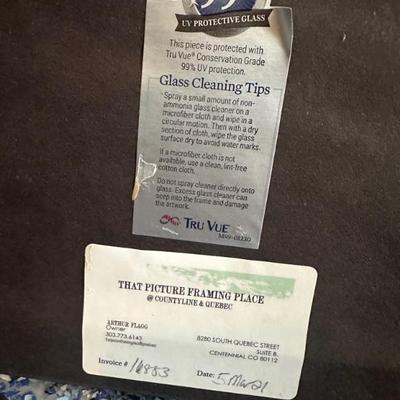 99
UV PROTECTIVE GLASS
This piece is protected with
Tru Vue® Conservation Grade
99% UV protection.
Glass Cleaning Tips
Spray a small amount of non-
ammonia glass cleaner on a
microfiber cloth and wipe in a
circular motion. Then with a dry
section of cloth, wipe the glass
surface dry to avoid water marks.
If a microfiber cloth is not
available, use a clean, lint-free
cotton cloth.
Do not spray cleaner directly onto
glass. Excess glass cleaner can
seep into the frame and damage
the artwork.
TRU VUE®
THAT PICTURE FRAMING PLACE
@ COUNTYLINE & QUEBEC
ARTHUR FLAGG
Owner
303.773.6143
8280 SOUTH QUEBEC STREET
SUITE B,
CENTENNIAL CO 80112
Invoice # 16983
Date: 5 Mar 21